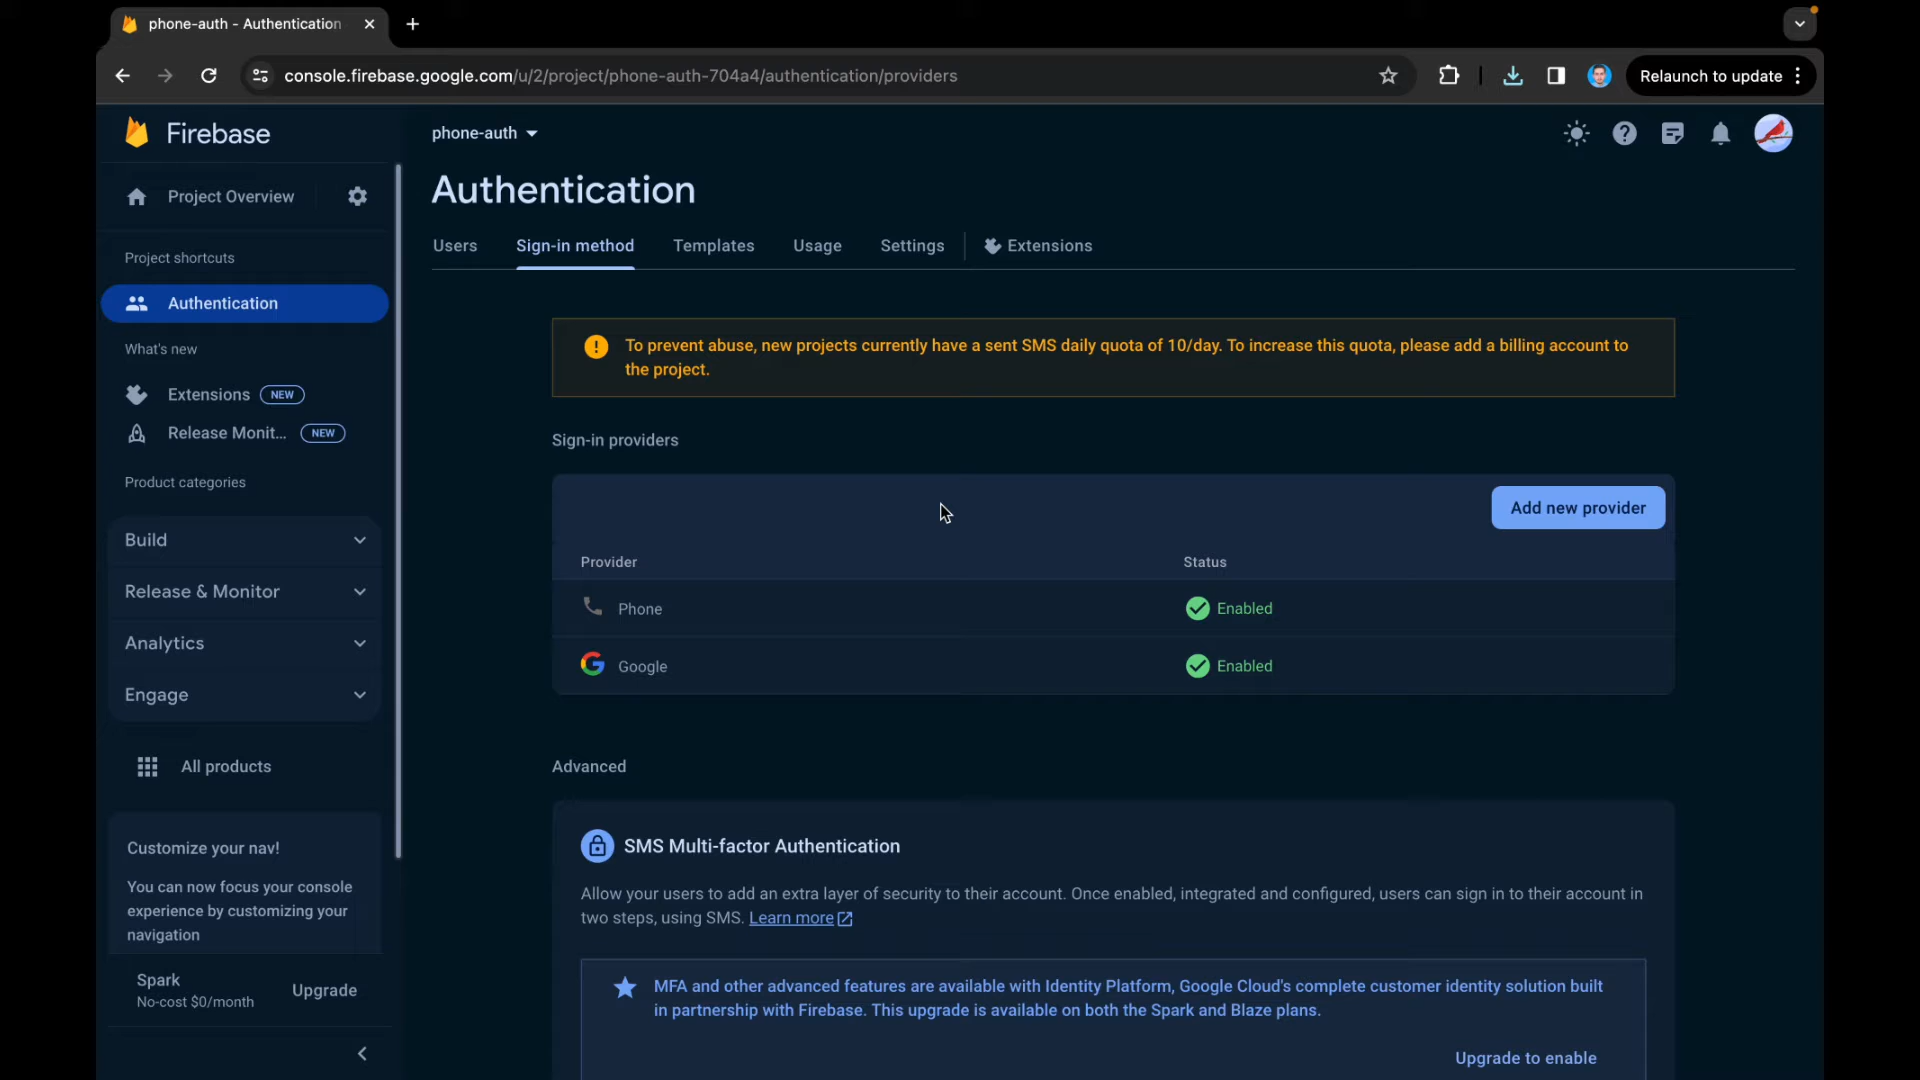 phone-auth - Authentication
console.firebase.google.com/u/2/project/phone-auth-704a4/authentication/providers
Relaunch to update
Firebase
phone-auth
Project Overview
Authentication
Users
Sign-in method
Templates
Usage
Settings
Extensions
Project shortcuts
Authentication
What's new
Extensions NEW
Release Monit... NEW
Product categories
Build
Release & Monitor
Analytics
Engage
All products
Customize your nav!
You can now focus your console
experience by customizing your
navigation
Spark
No-cost $0/month
Upgrade
To prevent abuse, new projects currently have a sent SMS daily quota of 10/day. To increase this quota, please add a billing account to
the project.
Sign-in providers
Add new provider
Provider
Status
Phone
Enabled
Google
Enabled
Advanced
SMS Multi-factor Authentication
Allow your users to add an extra layer of security to their account. Once enabled, integrated and configured, users can sign in to their account in
two steps, using SMS. Learn more
MFA and other advanced features are available with Identity Platform, Google Cloud's complete customer identity solution built
in partnership with Firebase. This upgrade is available on both the Spark and Blaze plans.
Upgrade to enable